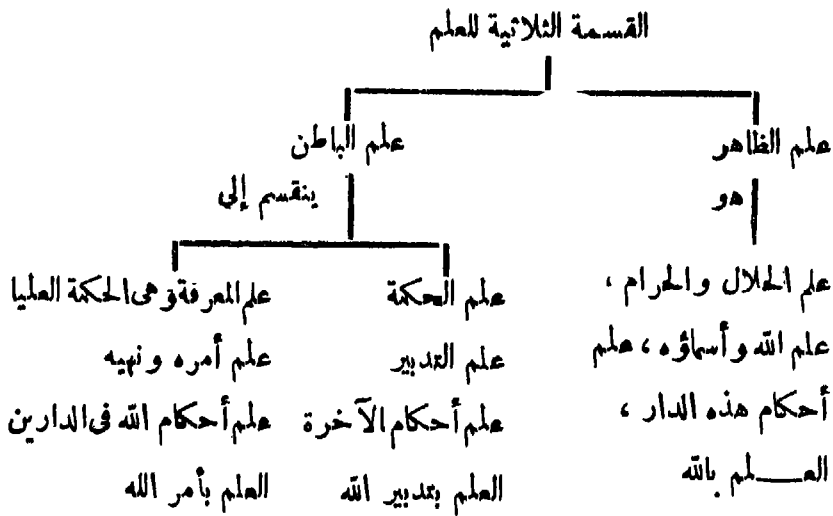 القسمة الثلاثية للعلم
علم الظاهر
علم الباطن
هو
ينقسم إلى
علم الحلال والحرام ،
علم الله وأسماؤه ، علم
أحكام هذه الدار ،
العـــلم بالله
علم الحكمة
علم التدبير
علم أحكام الآخرة
العلم بتدبير الله
علم المعرفة وهى الحكمة العليا
علم أمره ونهيه
علم أحكام الله فى الدارين
العلم بأمر الله